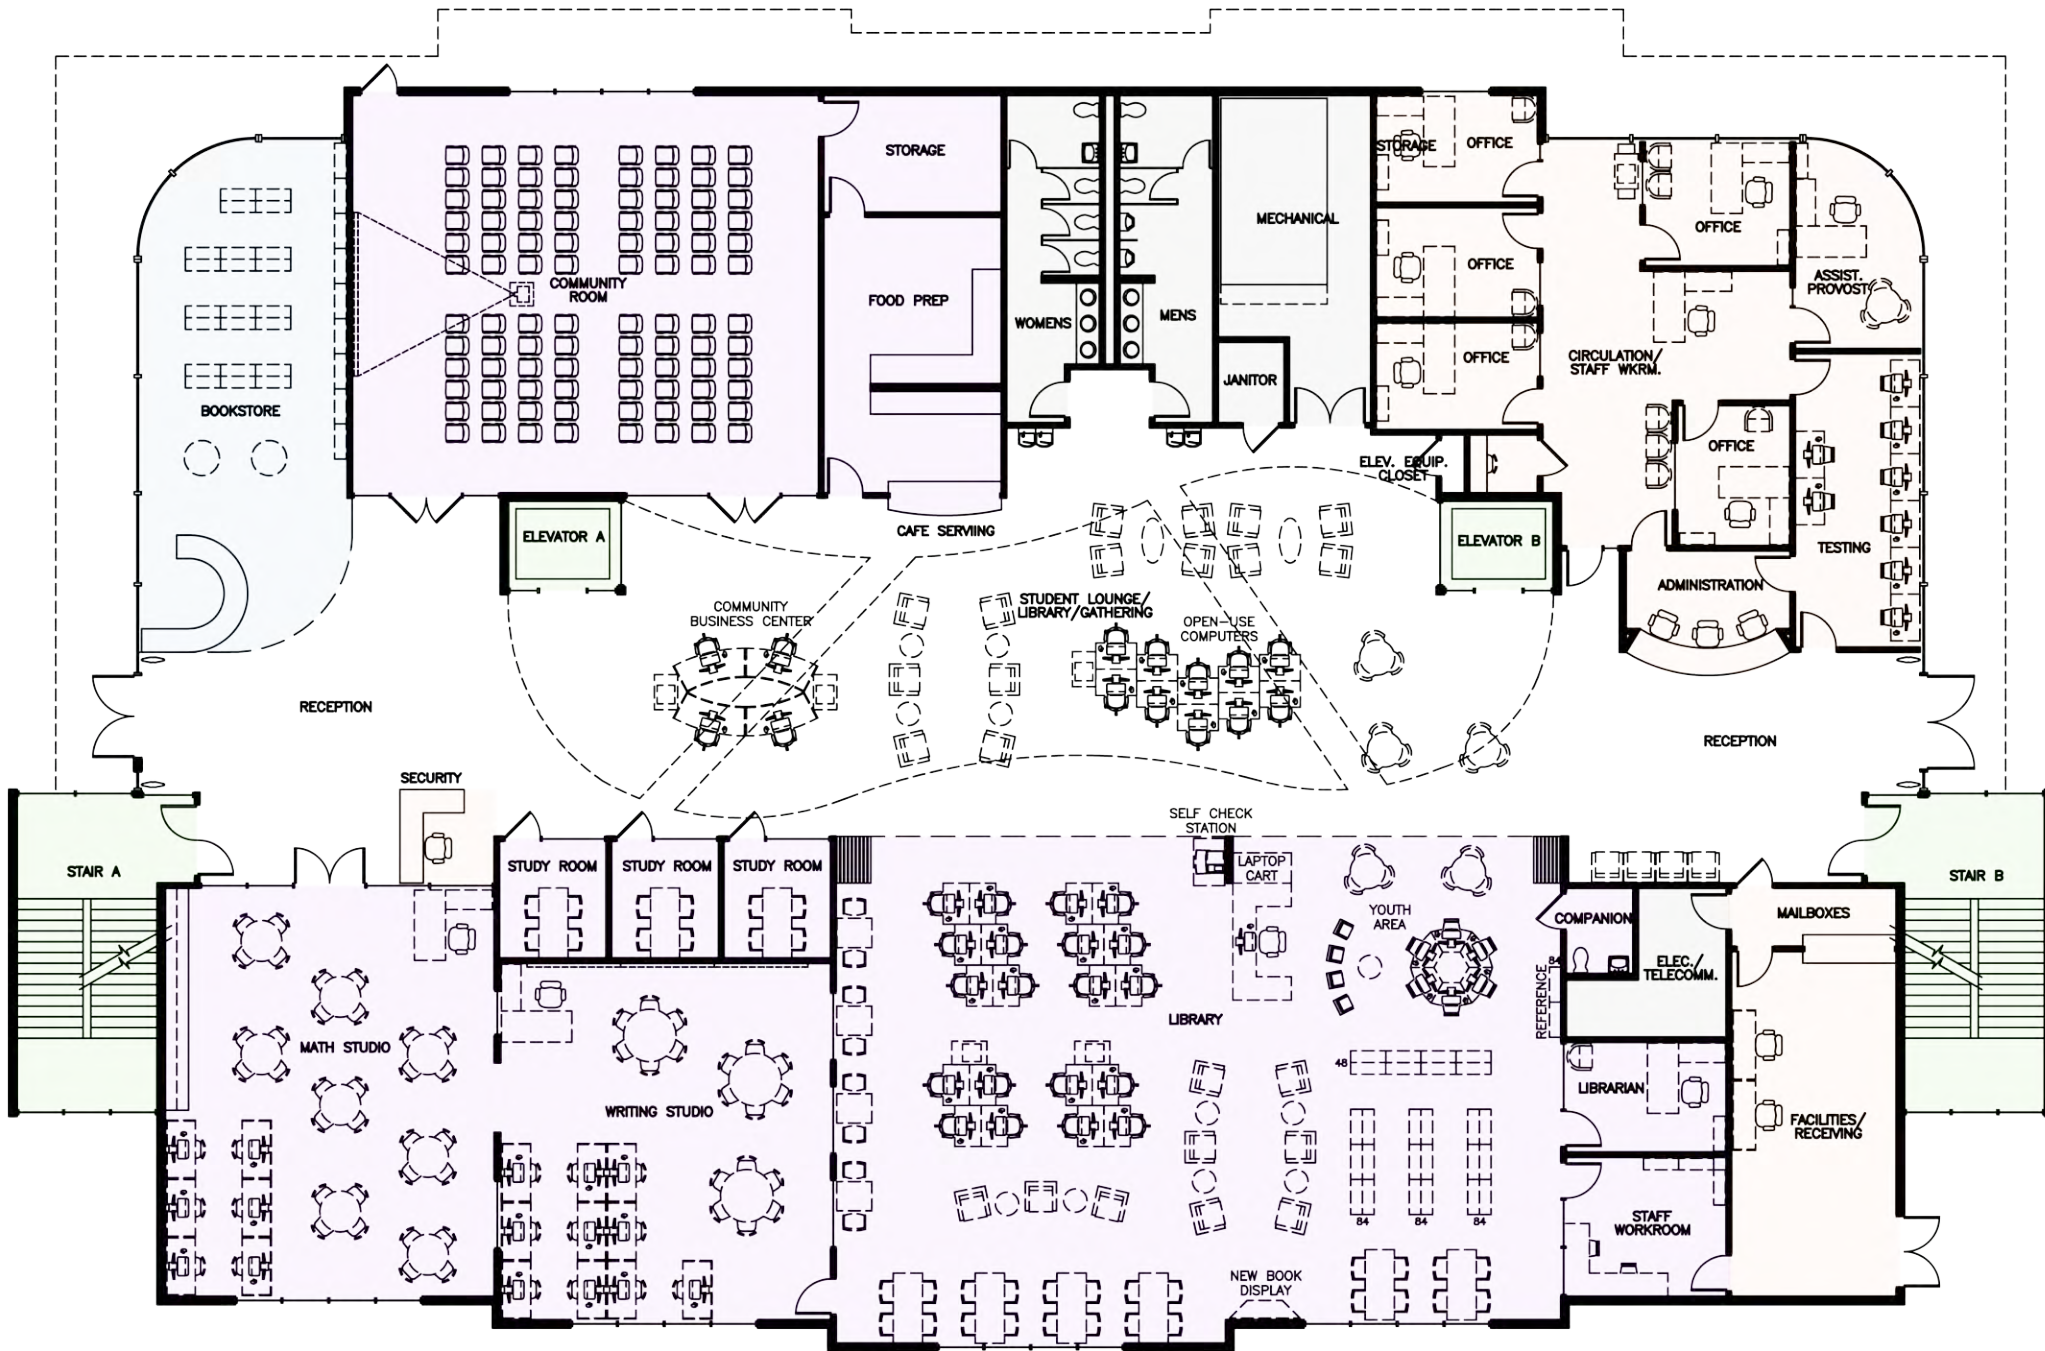 STORAGE
STORAGE
OFFICE
OFFICE
MECHANICAL
OFFICE
ASSIST.
PROVOST
COMMUNITY
ROOM
FOOD PREP
WOMENS
MENS
OFFICE
CIRCULATION/
STAFF WKRM.
JANITOR
BOOKSTORE
OFFICE
ELEV. EQUIP.
CLOSET
ELEVATOR A
CAFE SERVING
ELEVATOR B
TESTING
ADMINISTRATION
COMMUNITY
BUSINESS CENTER
STUDENT LOUNGE/
LIBRARY/GATHERING
OPEN-USE
COMPUTERS
RECEPTION
RECEPTION
SECURITY
SELF CHECK
STATION
STAIR A
STUDY ROOM
STUDY ROOM
STUDY ROOM
LAPTOP
CART
STAIR B
YOUTH
AREA
COMPANION
MAILBOXES
84
ELEC./
TELECOMM.
REFERENCE
LIBRARY
MATH STUDIO
48
LIBRARIAN
WRITING STUDIO
FACILITIES/
RECEIVING
84
84
84
STAFF
WORKROOM
NEW BOOK
DISPLAY